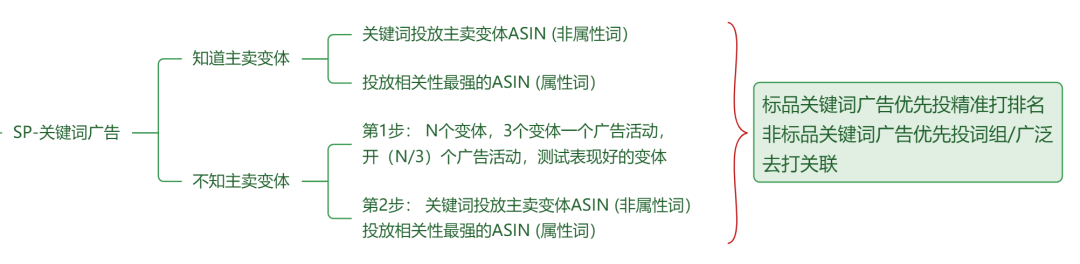 SP-关键词广告
知道主卖变体
关键词投放主卖变体ASIN (非属性词)
投放相关性最强的ASIN (属性词)
不知主卖变体
第1步: N个变体，3个变体一个广告活动，
开（N/3）个广告活动，测试表现好的变体
第2步: 关键词投放主卖变体ASIN (非属性词)
投放相关性最强的ASIN (属性词)
标品关键词广告优先投精准打排名
非标品关键词广告优先投词组/广泛
去打关联